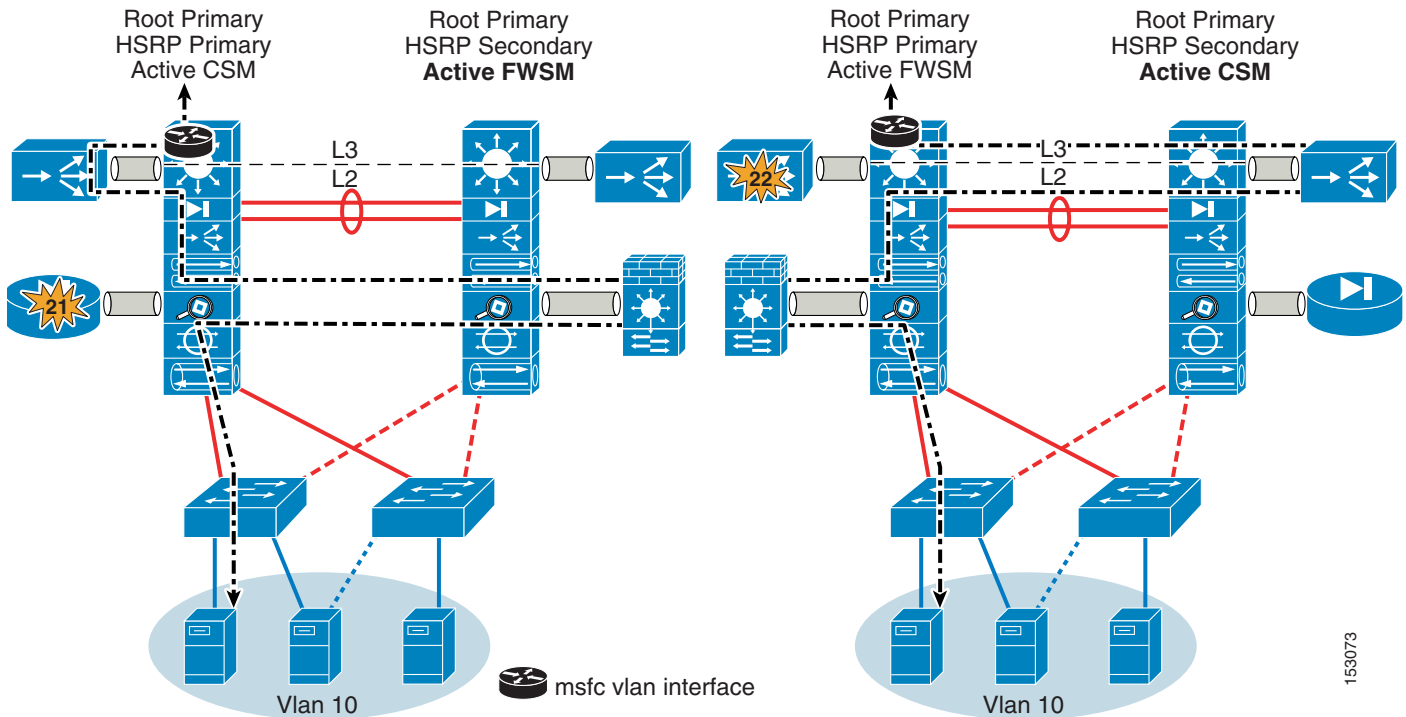 Root Primary
HSRP Primary
Active CSM
Root Primary
HSRP Secondary
Active FWSM
Root Primary
HSRP Primary
Active FWSM
Root Primary
HSRP Secondary
Active CSM
L3
L2
21
L3
L2
22
Vlan 10
msfc vlan interface
Vlan 10
153073